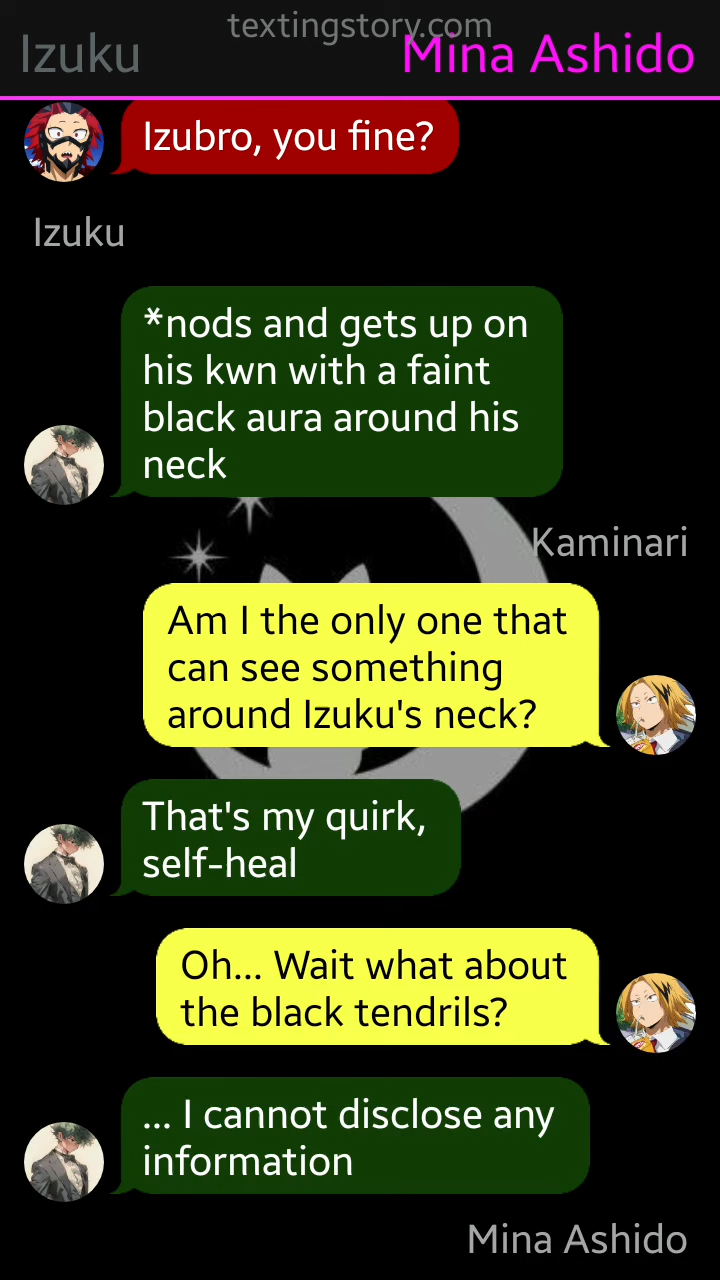 textingstory.com
Izuku
Mina Ashido
Izubro, you fine?
Izuku
*nods and gets up on
his kwn with a faint
black aura around his
neck
Kaminari
Am I the only one that
can see something
around Izuku's neck?
That's my quirk,
self-heal
Oh... Wait what about
the black tendrils?
... I cannot disclose any
information
Mina Ashido